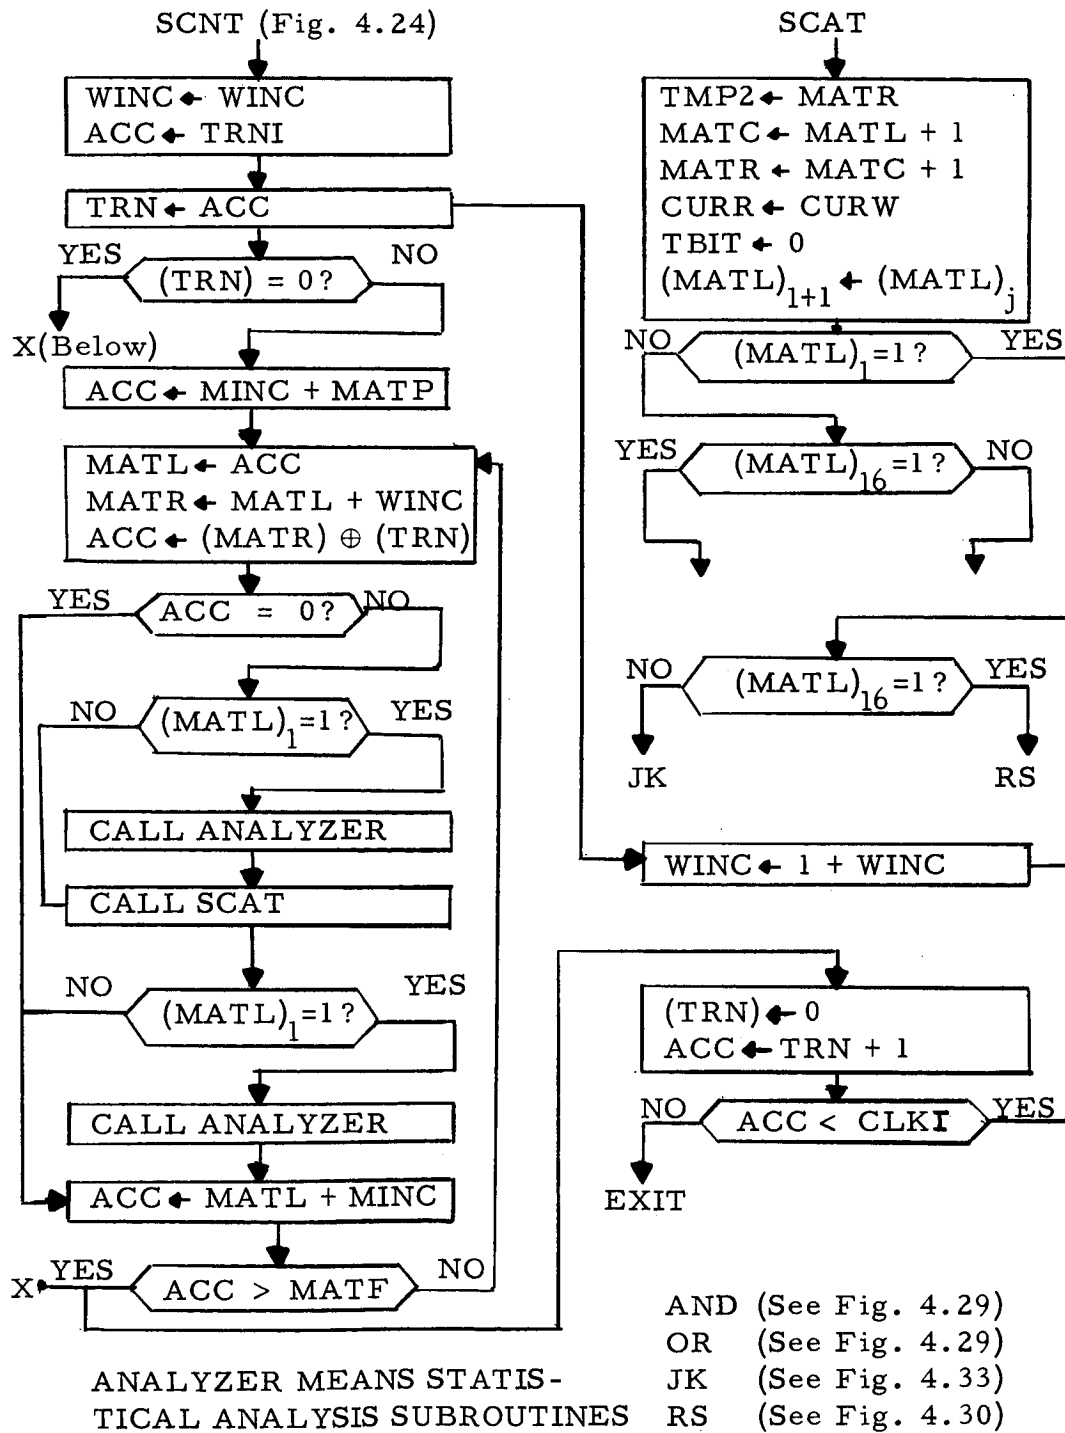 SCNT (Fig. 4.24)
WINC ← WINC
ACC ← TRNI
TRN ← ACC
YES
NO
(TRN) = 0?
X(Below)
ACC ← MINC + MATP
MATL ← ACC
MATR ← MATL + WINC
ACC ← (MATR) ⊕ (TRN)
YES
ACC = 0?
NO
NO
(MATL)1=1?
YES
CALL ANALYZER
CALL SCAT
NO
(MATL)1=1?
YES
CALL ANALYZER
ACC ← MATL + MINC
X
YES
ACC > MATF
NO
ANALYZER MEANS STATIS-
TICAL ANALYSIS SUBROUTINES
SCAT
TMP2 ← MATR
MATC ← MATL + 1
MATR ← MATC + 1
CURR ← CURW
TBIT ← 0
(MATL)1+1 ← (MATL)j
NO
(MATL)1=1?
YES
YES
(MATL)16=1?
NO
NO
(MATL)16=1?
YES
JK
RS
WINC ← 1 + WINC
(TRN) ← 0
ACC ← TRN + 1
NO
ACC < CLKI
YES
EXIT
AND (See Fig. 4.29)
OR (See Fig. 4.29)
JK (See Fig. 4.33)
RS (See Fig. 4.30)